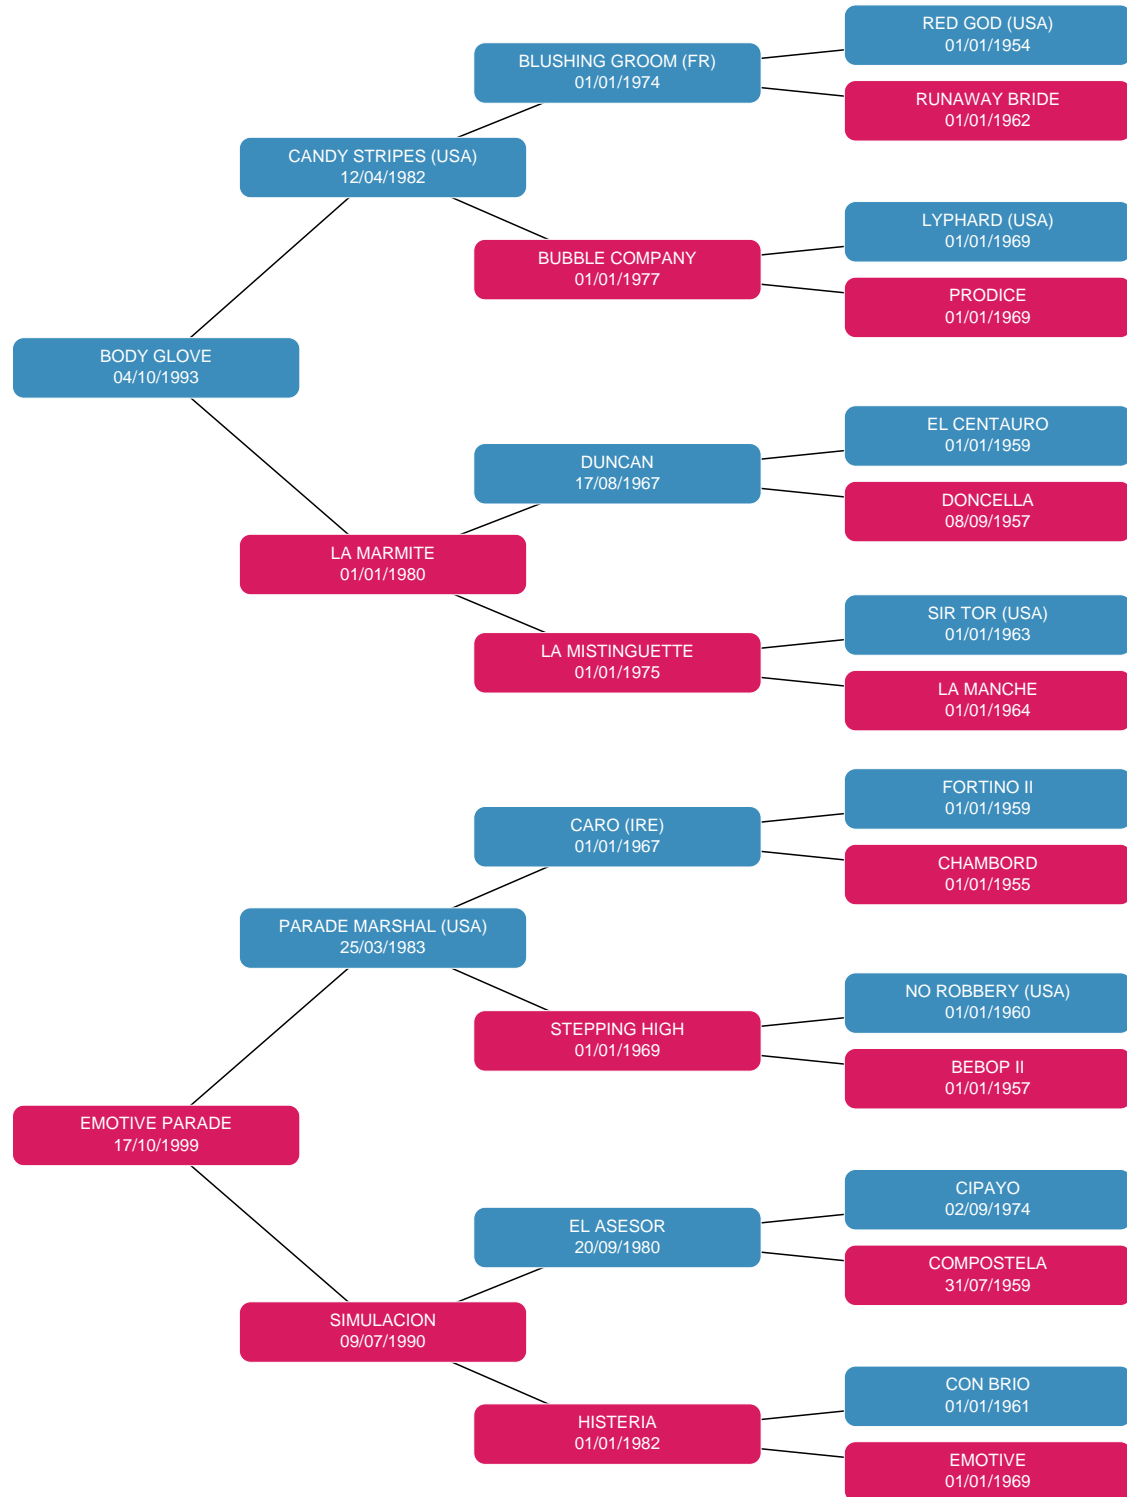 RED GOD (USA)
01/01/1954
BLUSHING GROOM (FR)
01/01/1974
RUNAWAY BRIDE
01/01/1962
CANDY STRIPES (USA)
12/04/1982
LYPHARD (USA)
01/01/1969
BUBBLE COMPANY
01/01/1977
PRODICE
01/01/1969
BODY GLOVE
04/10/1993
EL CENTAURO
01/01/1959
DUNCAN
17/08/1967
DONCELLA
08/09/1957
LA MARMITE
01/01/1980
SIR TOR (USA)
01/01/1963
LA MISTINGUETTE
01/01/1975
LA MANCHE
01/01/1964
FORTINO II
01/01/1959
CARO (IRE)
01/01/1967
CHAMBORD
01/01/1955
PARADE MARSHAL (USA)
25/03/1983
NO ROBBERY (USA)
01/01/1960
STEPPING HIGH
01/01/1969
BEBOP II
01/01/1957
EMOTIVE PARADE
17/10/1999
CIPAYO
02/09/1974
EL ASESOR
20/09/1980
COMPOSTELA
31/07/1959
SIMULACION
09/07/1990
CON BRIO
01/01/1961
HISTERIA
01/01/1982
EMOTIVE
01/01/1969